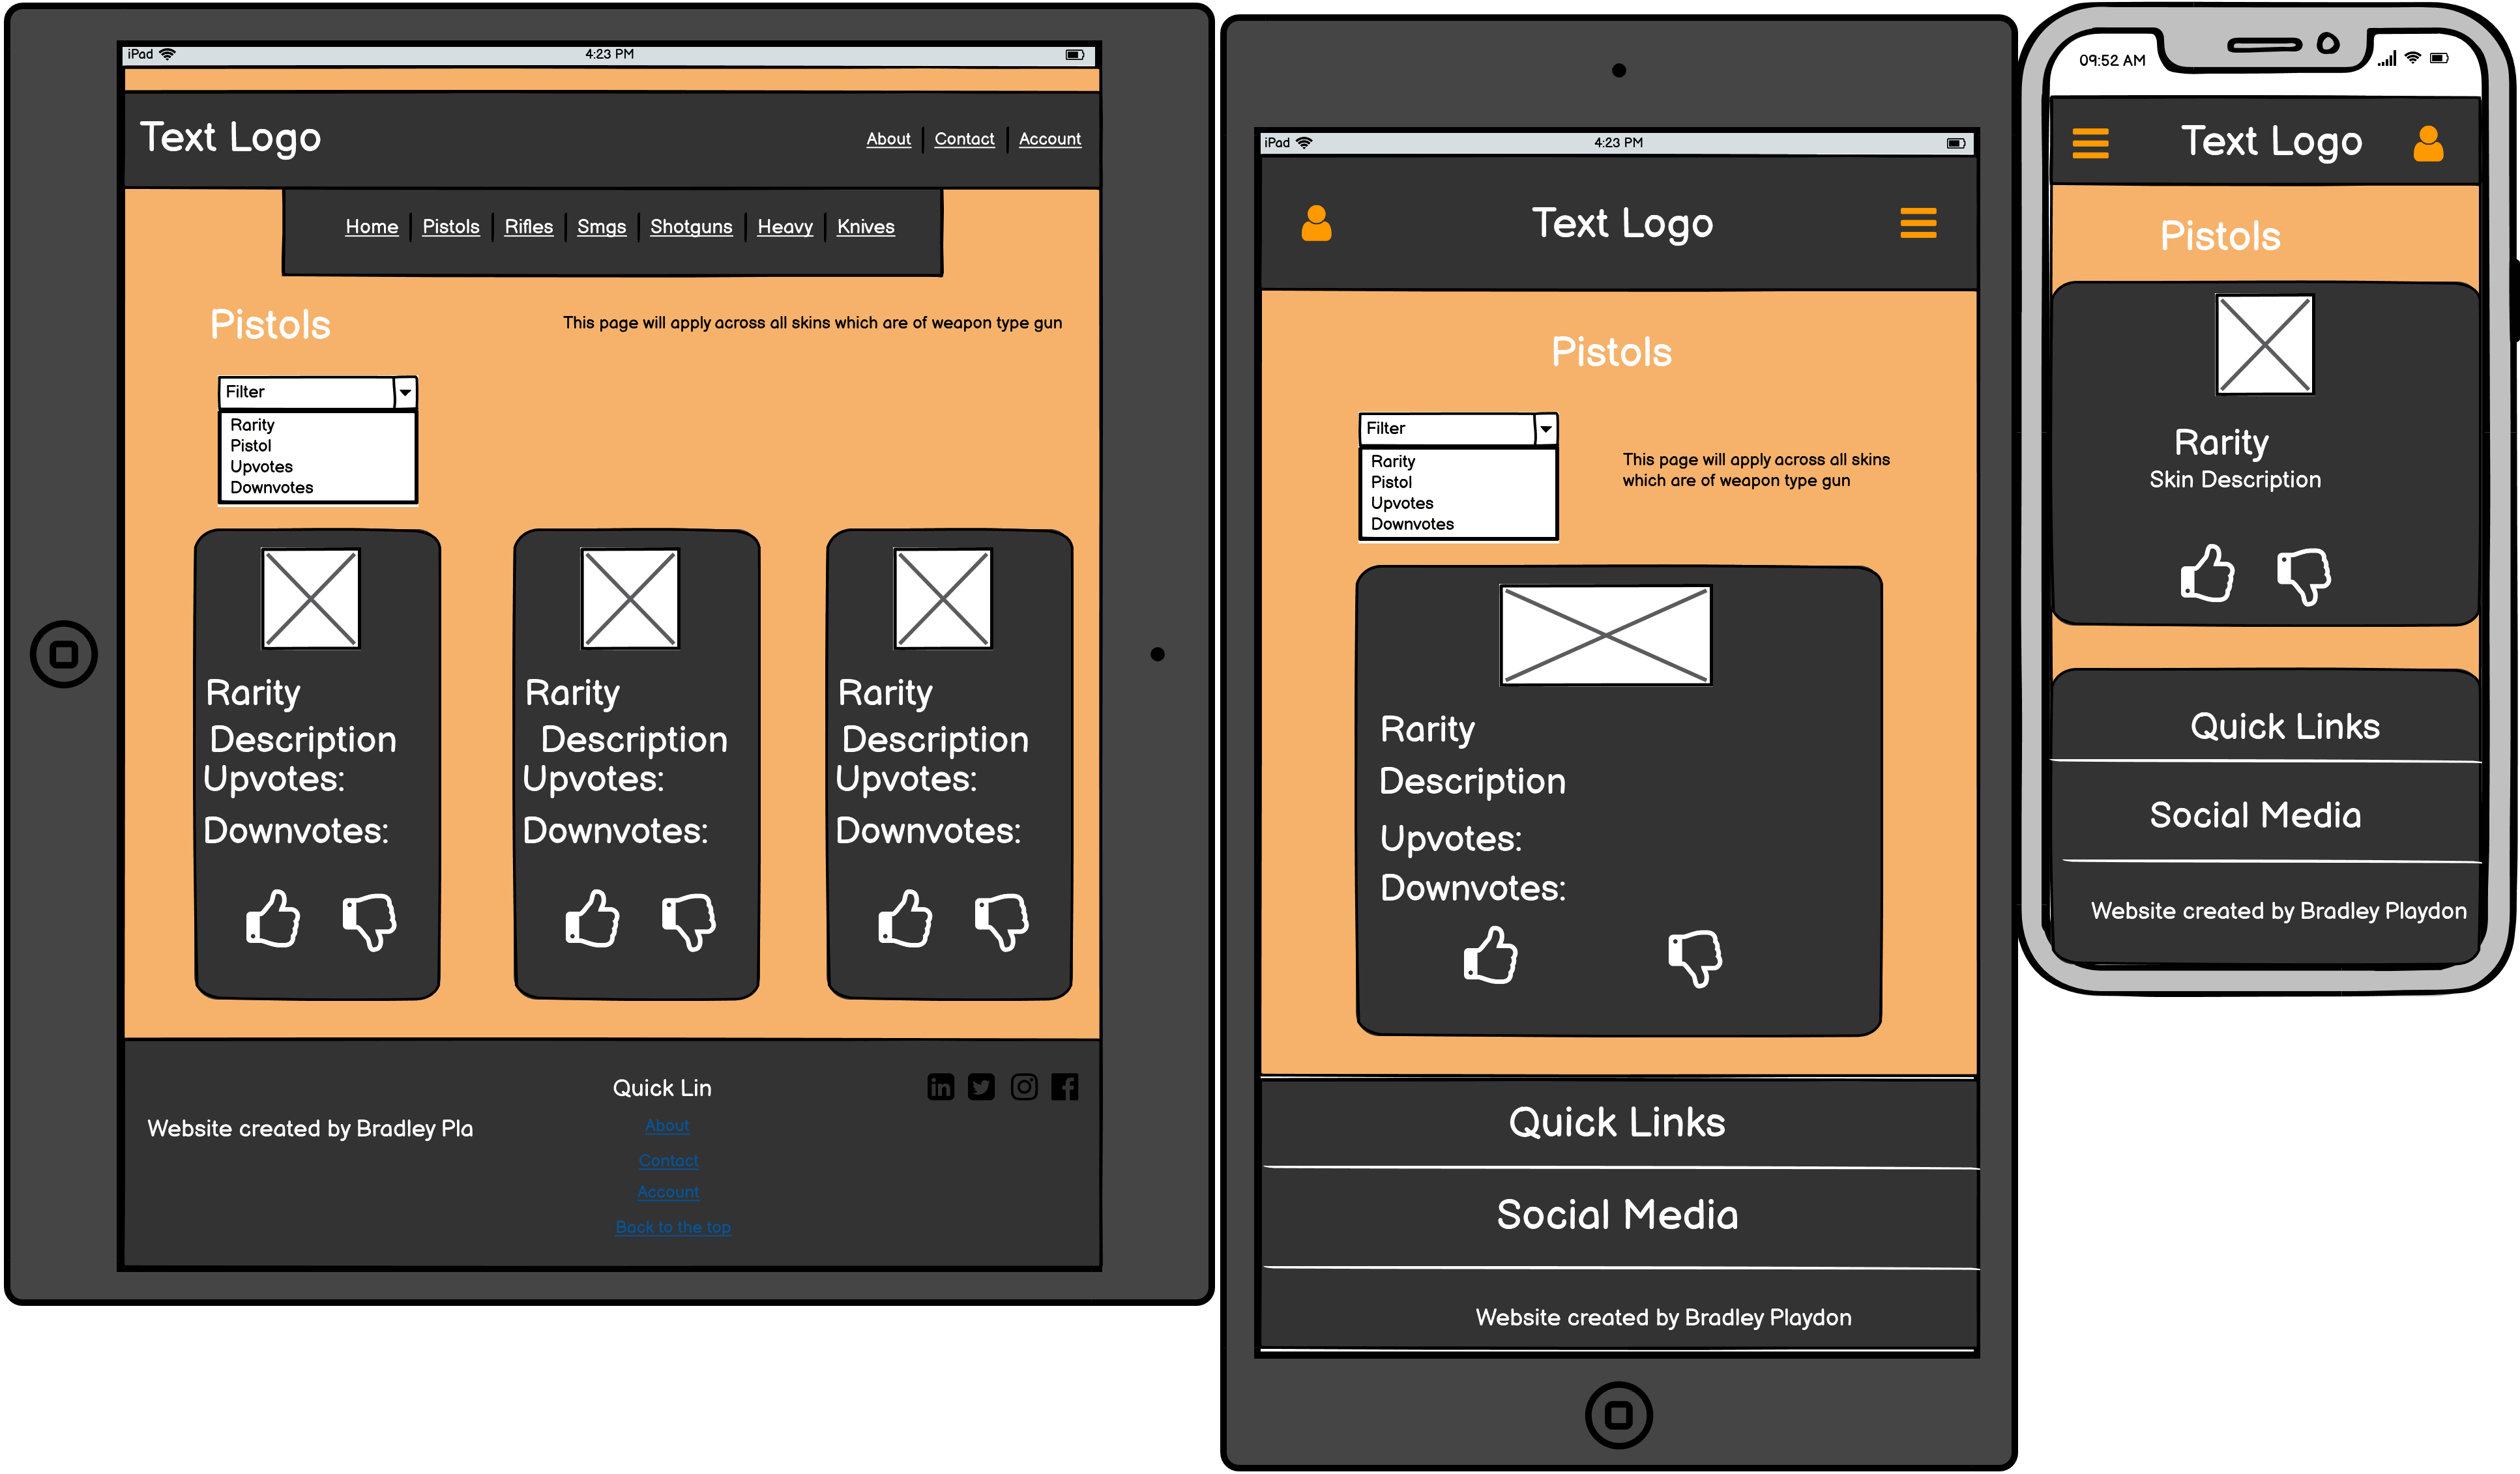 iPad 4:23 PM
Text Logo
About Contact Account
Home Pistols Rifles Smgs Shotguns Heavy Knives
Pistols
This page will apply across all skins which are of weapon type gun
Filter
Rarity
Pistol
Upvotes
Downvotes
Rarity
Description
Upvotes:
Downvotes:
Rarity
Description
Upvotes:
Downvotes:
Rarity
Description
Upvotes:
Downvotes:
Website created by Bradley Pla
Quick Lin
About
Contact
Account
Back to the top
iPad 4:23 PM
Text Logo
Pistols
Filter
Rarity
Pistol
Upvotes
Downvotes
This page will apply across all skins
which are of weapon type gun
Rarity
Description
Upvotes:
Downvotes:
Quick Links
Social Media
Website created by Bradley Playdon
09:52 AM
Text Logo
Pistols
Rarity
Skin Description
Quick Links
Social Media
Website created by Bradley Playdon